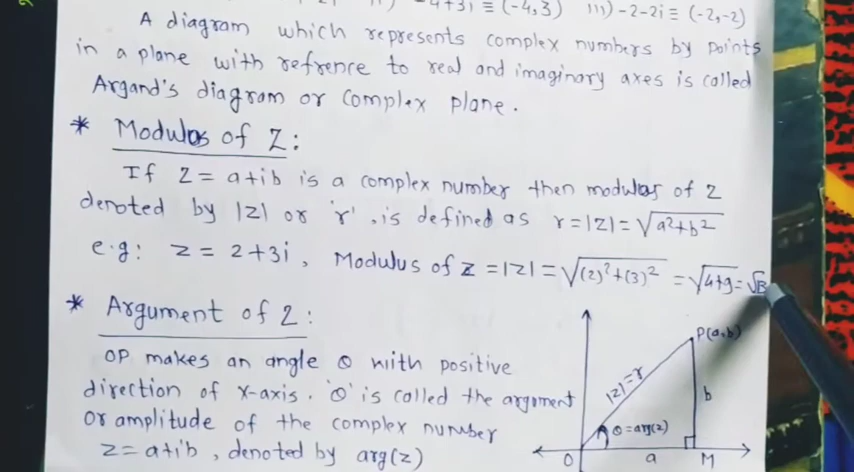 -4+3i ≡ (-4,3) iii) -2-2i ≡ (-2,-2)
A diagram which represents complex numbers by points
in a plane with refrence to real and imaginary axes is called
Argand's diagram or complex plane.
* Modulus of Z:
If Z = a+ib is a complex number then modulus of Z
denoted by |z| or 'r', is defined as r=|z|=√a²+b²
e.g: z = 2+3i, Modulus of z =|z|=√(2)²+(3)² =√4+9=√13
* Argument of Z:
OP makes an angle θ with positive
direction of x-axis. 'θ' is called the argument
or amplitude of the complex number
z=a+ib, denoted by arg(z)
P(a,b)
|z|=r
b
θ=arg(z)
O a M